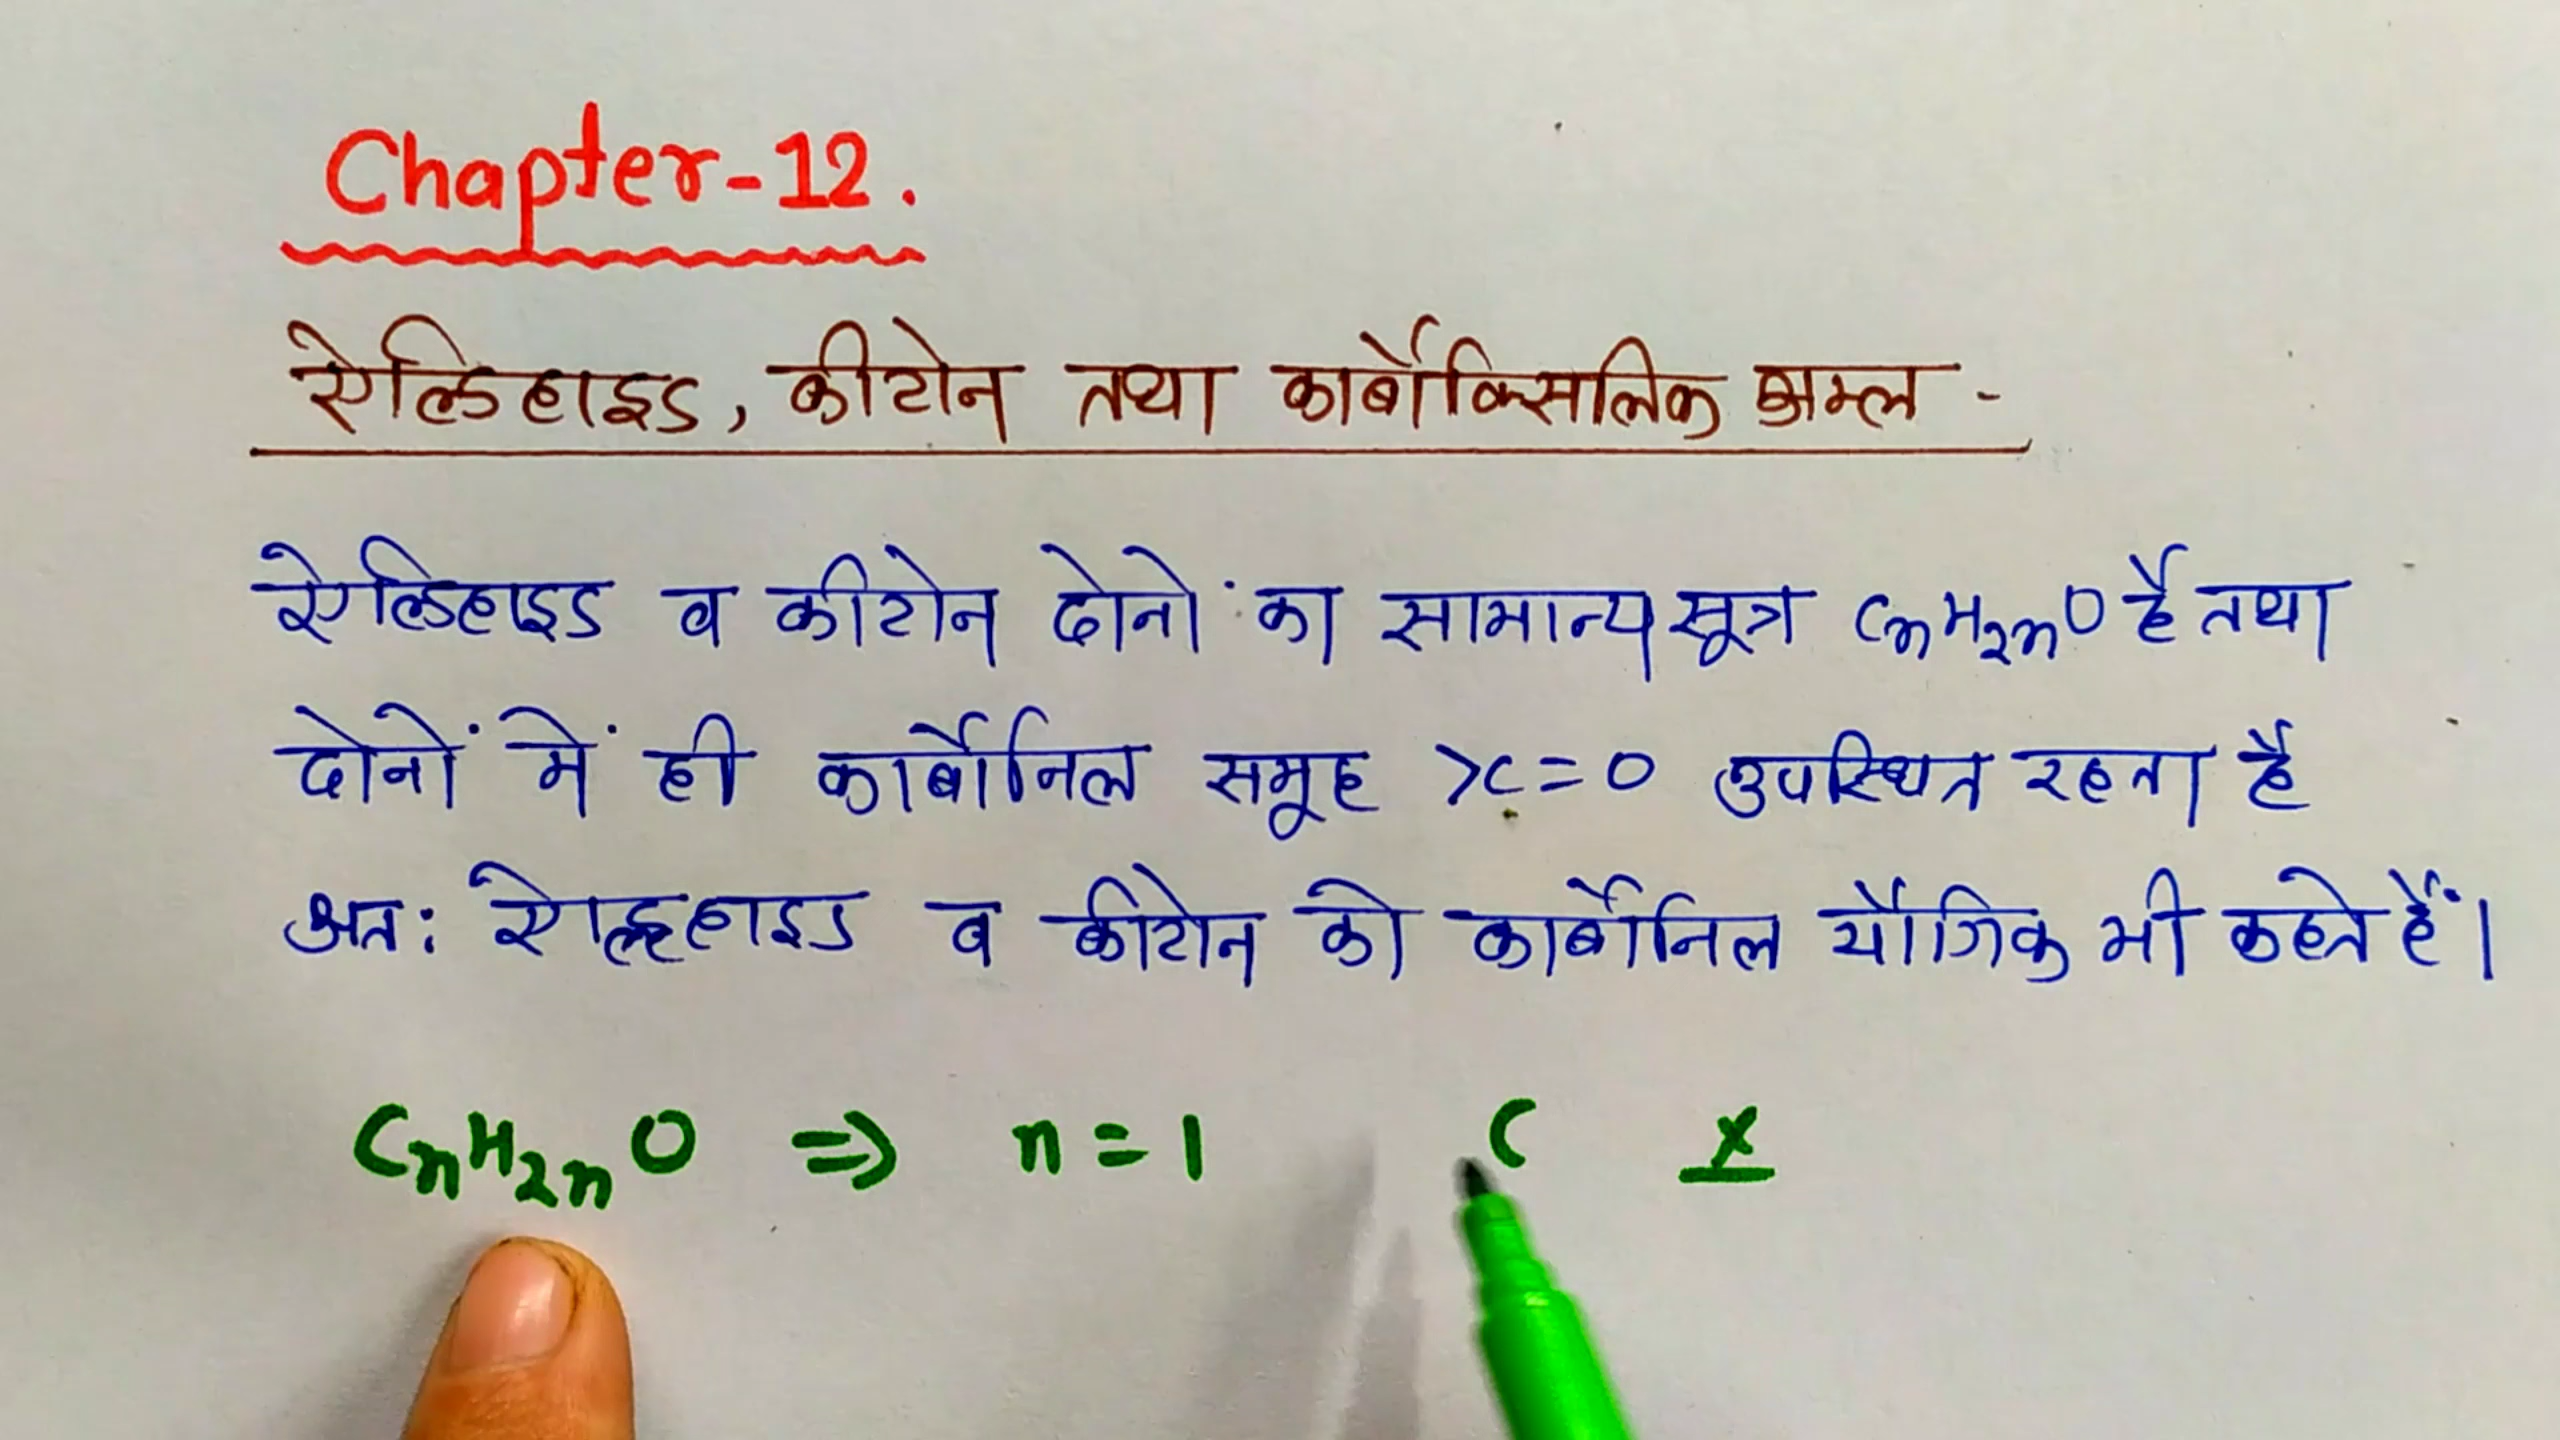 Chapter-12.
ऐल्डिहाइड, कीटोन तथा कार्बोक्सिलिक अम्ल -
ऐल्डिहाइड व कीटोन दोनों का सामान्य सूत्र CnH2nO है तथा
दोनों में ही कार्बोनिल समूह >C=O उपस्थित रहता है
अतः ऐल्डिहाइड व कीटोन को कार्बोनिल यौगिक भी कहते हैं।
CnH2nO => n=1 C x